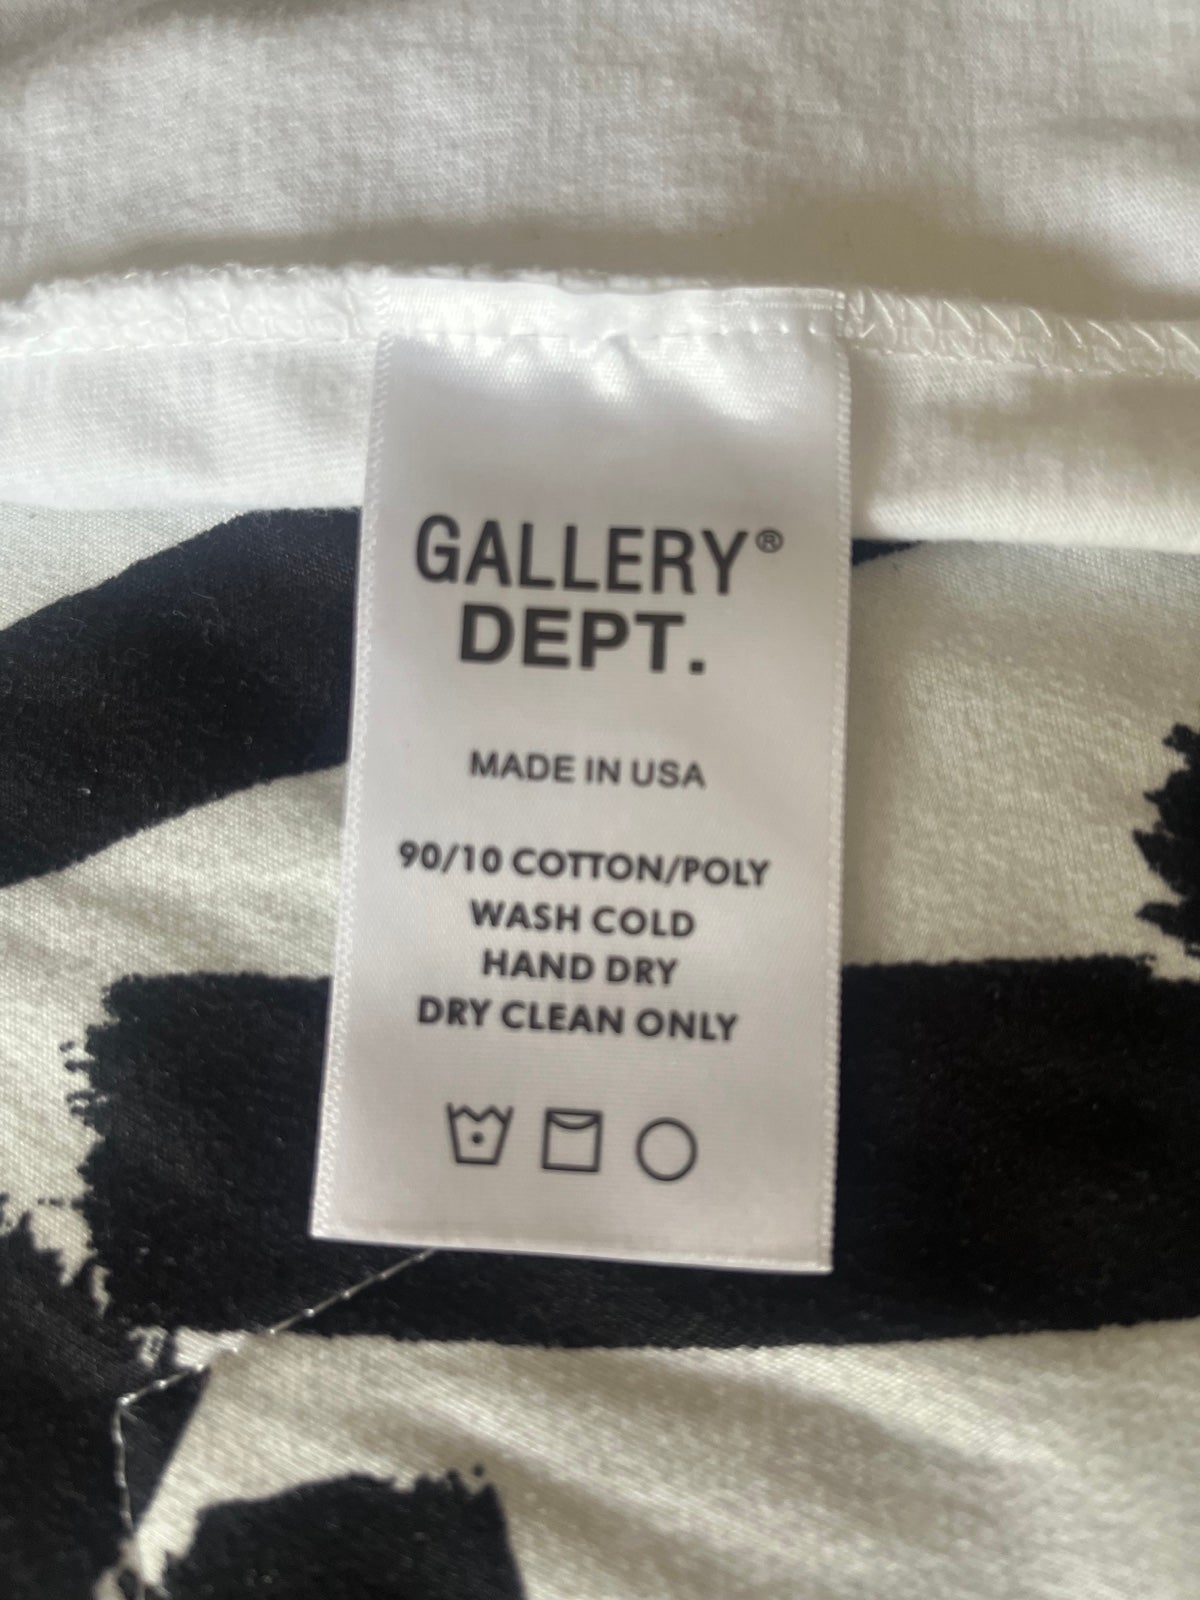 GALLERY®
DEPT.
MADE IN USA
90/10 COTTON/POLY
WASH COLD
HAND DRY
DRY CLEAN ONLY